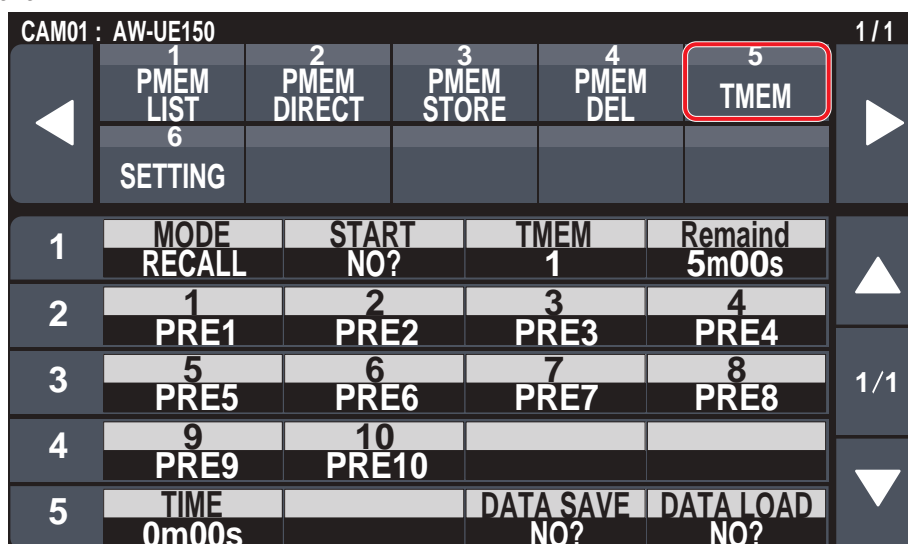 CAM01 : AW-UE150 1/1
1 2 3 4 5
PMEM LIST PMEM DIRECT PMEM STORE PMEM DEL TMEM
6
SETTING
1 MODE START TMEM Remaind
RECALL NO? 1 5m00s
2 1 2 3 4
PRE1 PRE2 PRE3 PRE4
3 5 6 7 8
PRE5 PRE6 PRE7 PRE8
1/1
4 9 10
PRE9 PRE10
5 TIME DATA SAVE DATA LOAD
0m00s NO? NO?